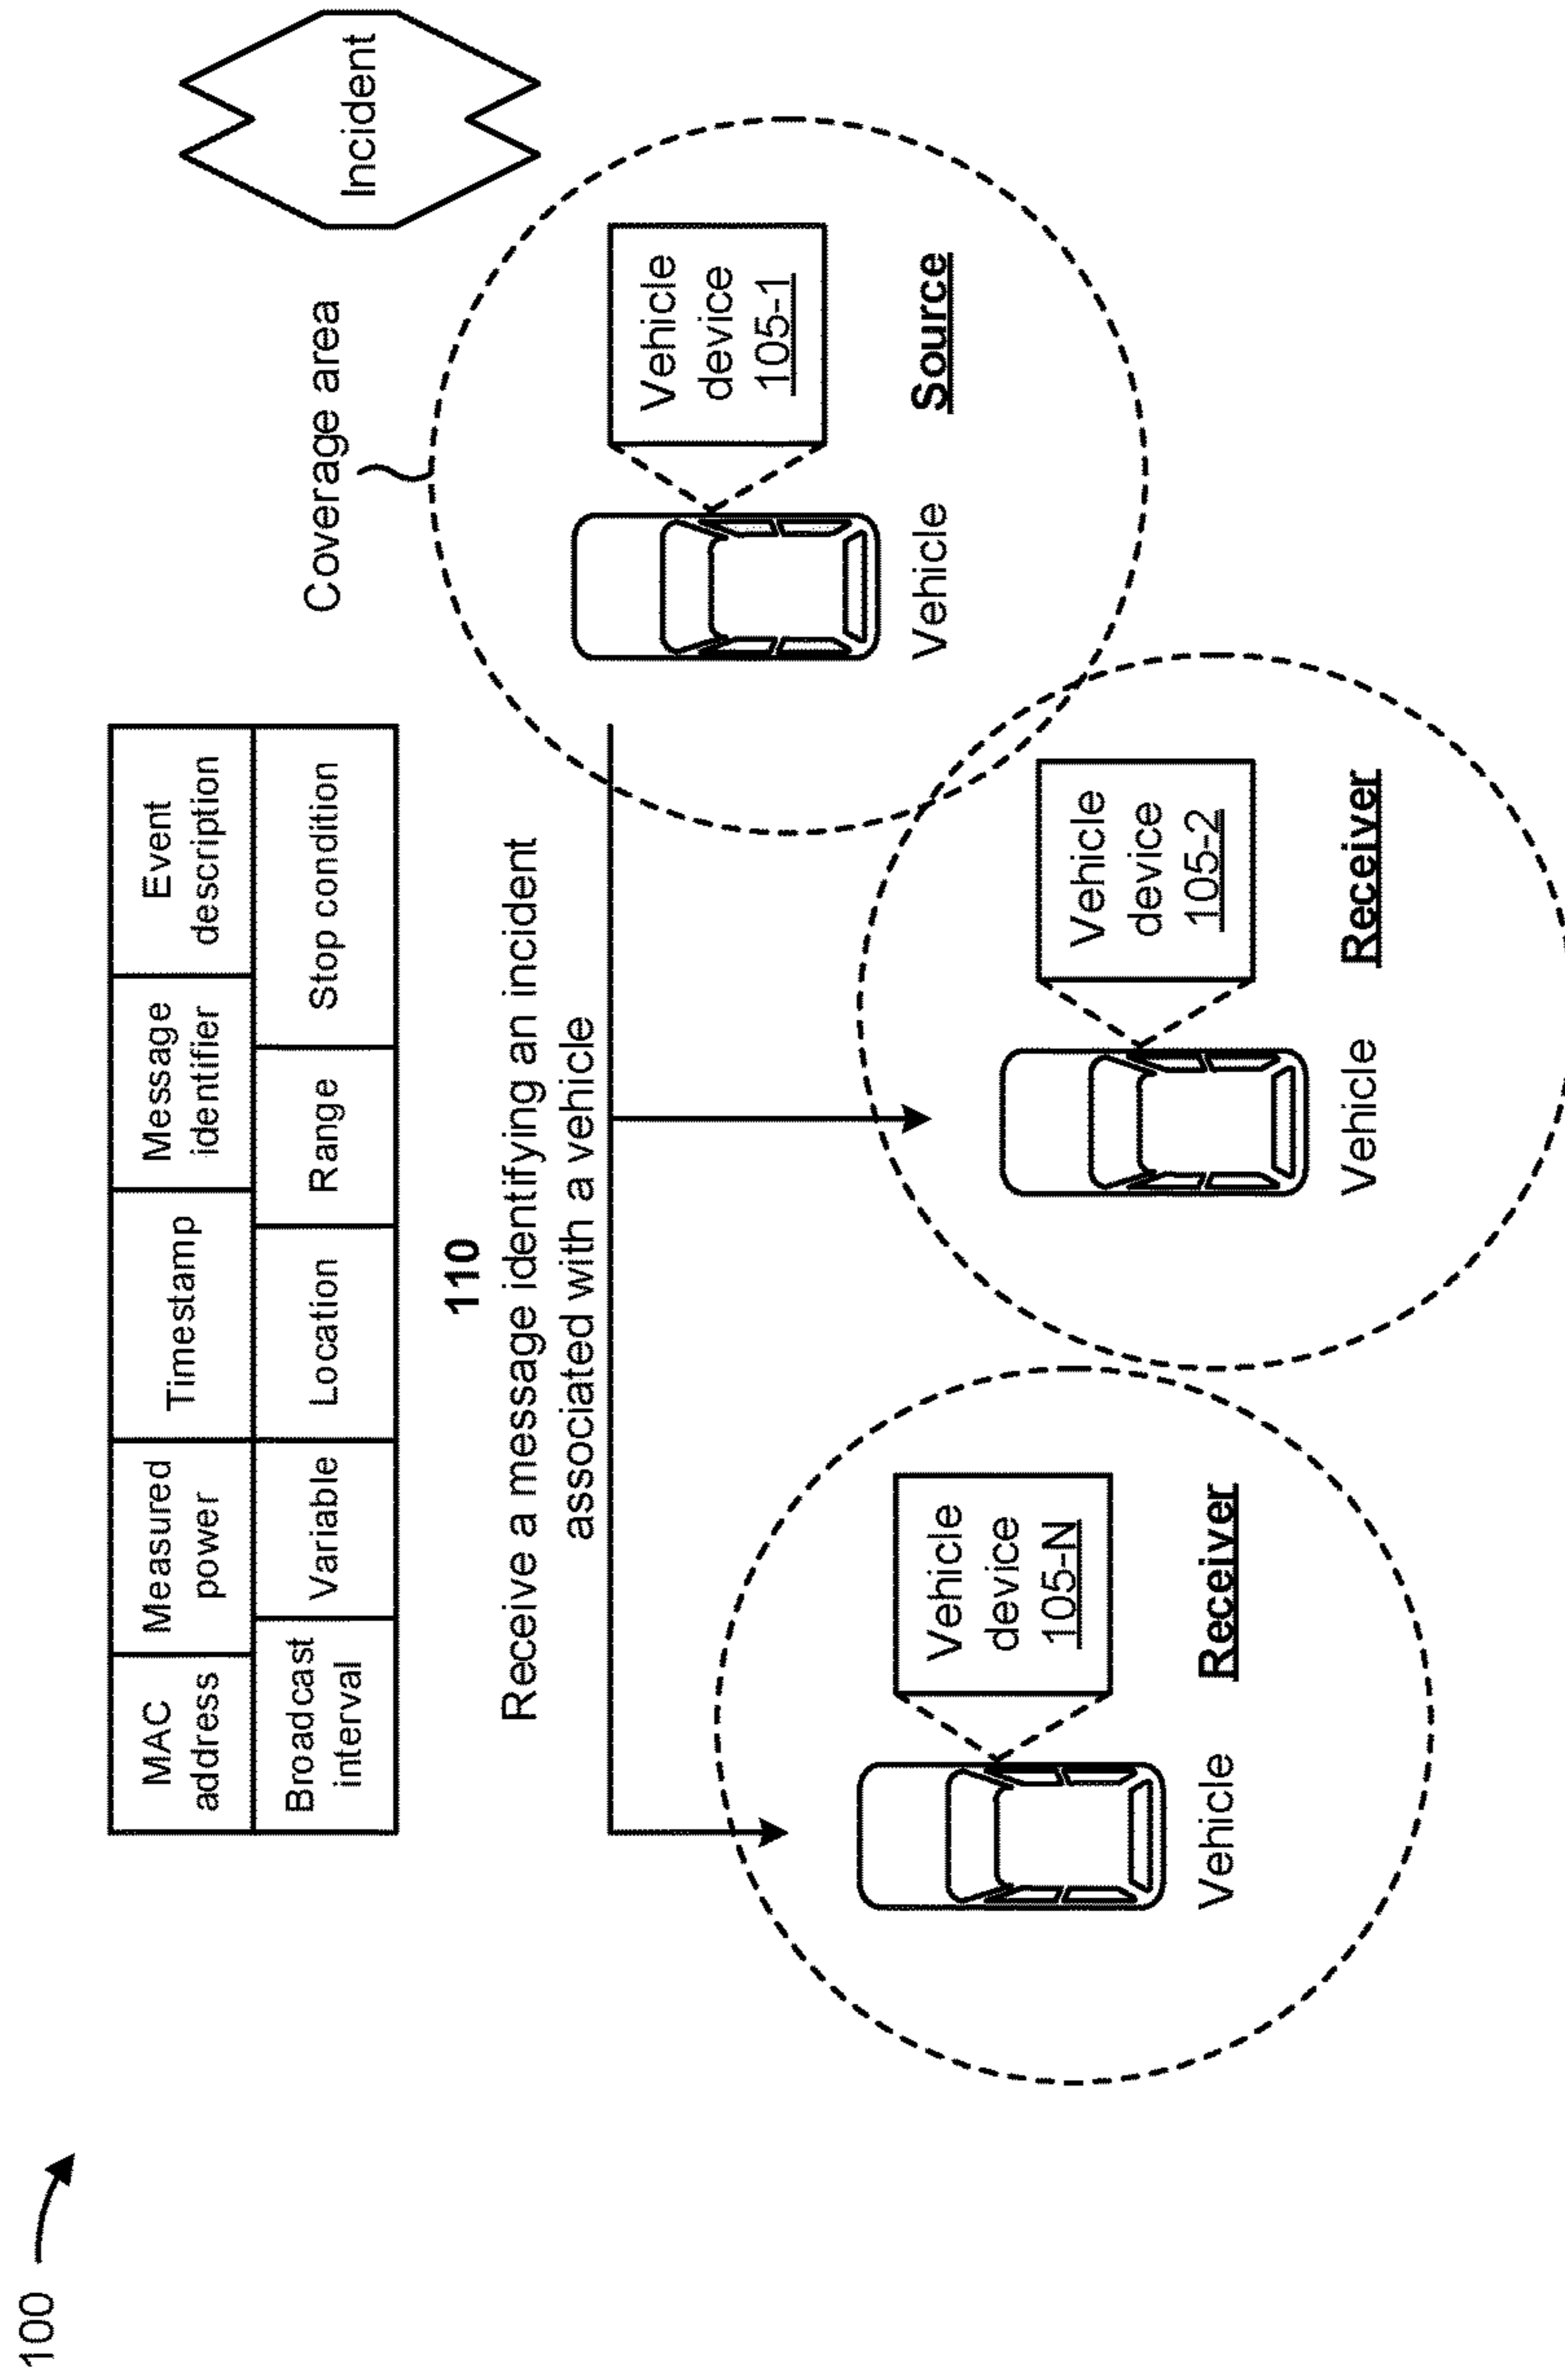 100
MAC
address
Measured
power
Timestamp
Message
identifier
Event
description
Broadcast
interval
Variable
Location
Range
Stop condition
110
Receive a message identifying an incident
associated with a vehicle
Coverage area
Incident
Vehicle
device
105-1
Vehicle
Source
Vehicle
device
105-2
Vehicle
Receiver
Vehicle
device
105-N
Vehicle
Receiver